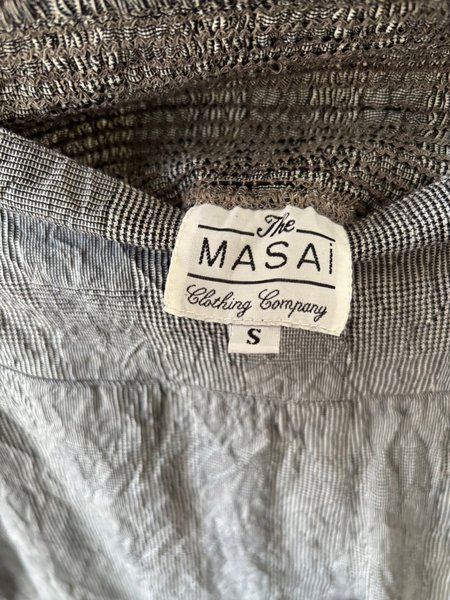 The
MASAi
Clothing Company
S